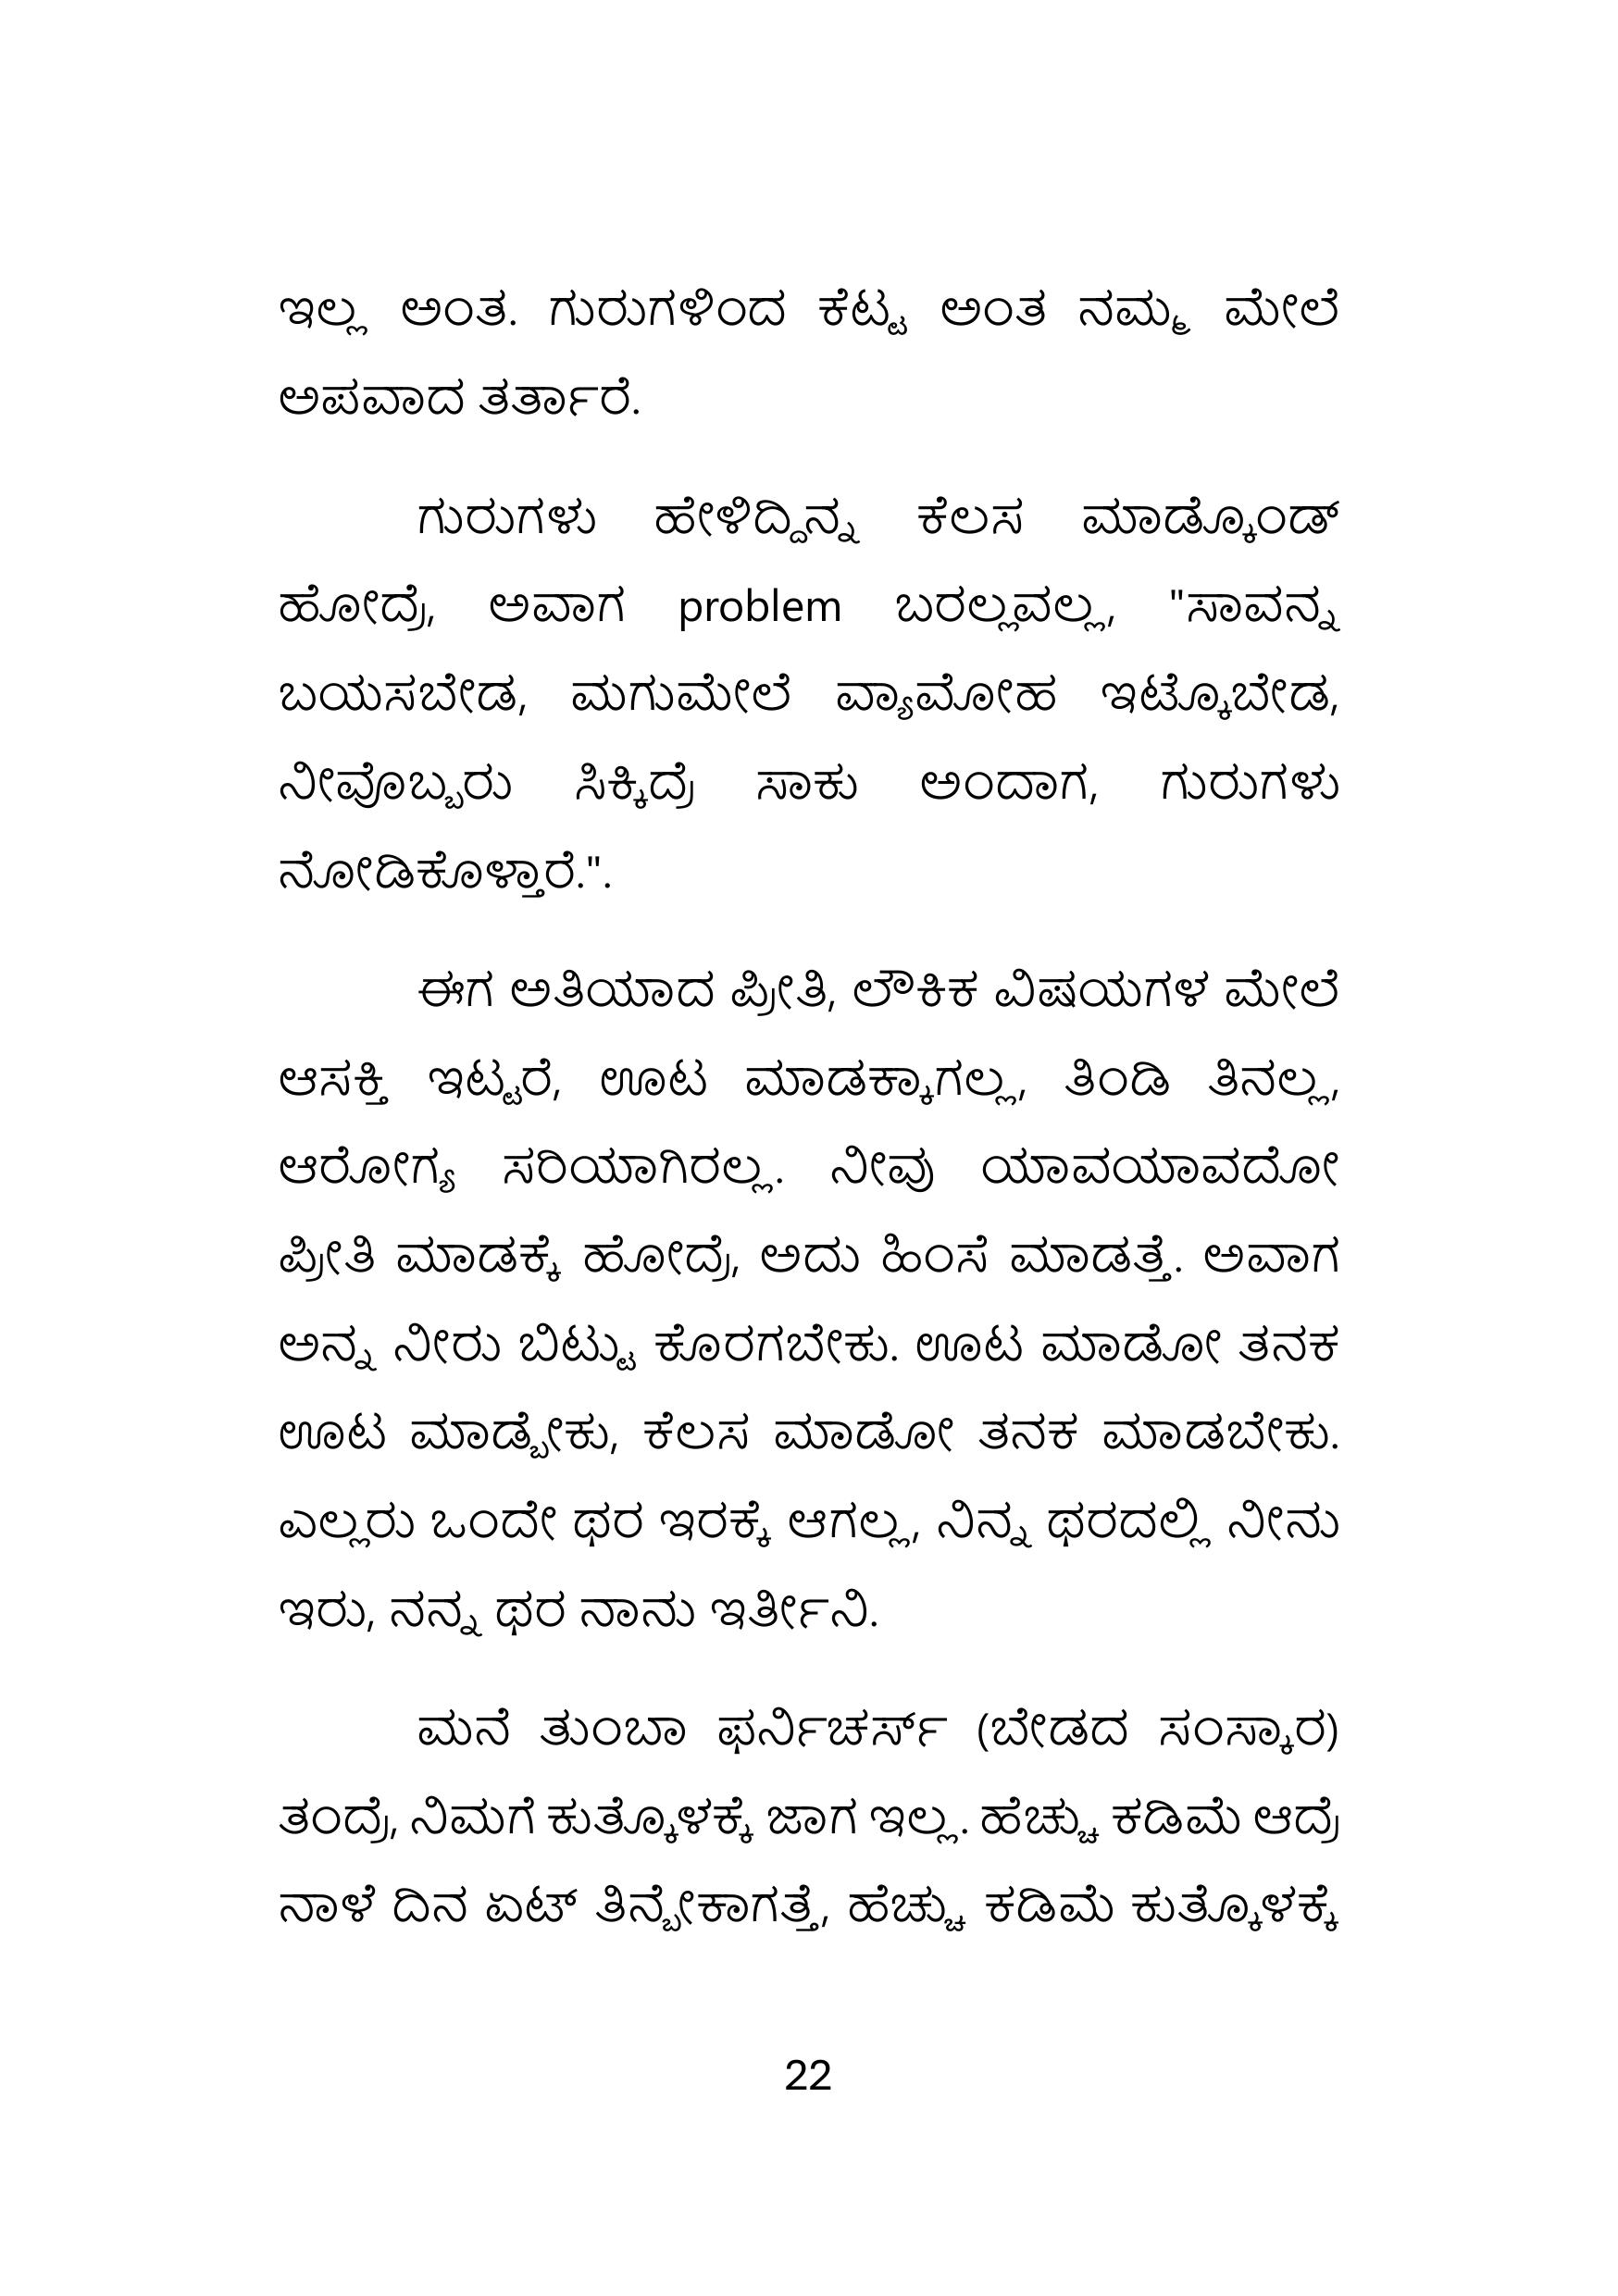 ಇಲ್ಲ ಅಂತ. ಗುರುಗಳಿಂದ ಕೆಟ್ಟ ಅಂತ ನಮ್ಮ ಮೇಲೆ
ಅಪವಾದ ತರ್ತಾರೆ.
ಗುರುಗಳು ಹೇಳಿದ್ದಿನ್ನ ಕೆಲಸ ಮಾಡ್ಕೊಂಡ್
ಹೋದ್ರೆ, ಅವಾಗ problem ಬರಲ್ಲವಲ್ಲ, "ಸಾವನ್ನ
ಬಯಸಬೇಡ, ಮಗುಮೇಲೆ ವ್ಯಾಮೋಹ ಇಟ್ಕೊಬೇಡ,
ನೀವೊಬ್ಬರು ಸಿಕ್ಕಿದ್ರೆ ಸಾಕು ಅಂದಾಗ, ಗುರುಗಳು
ನೋಡಿಕೊಳ್ತಾರೆ.".
ಈಗ ಅತಿಯಾದ ಪ್ರೀತಿ, ಲೌಕಿಕ ವಿಷಯಗಳ ಮೇಲೆ
ಆಸಕ್ತಿ ಇಟ್ಟರೆ, ಊಟ ಮಾಡಕ್ಕಾಗಲ್ಲ, ತಿಂಡಿ ತಿನಲ್ಲ,
ಆರೋಗ್ಯ ಸರಿಯಾಗಿರಲ್ಲ. ನೀವು ಯಾವಯಾವದೋ
ಪ್ರೀತಿ ಮಾಡಕ್ಕೆ ಹೋದ್ರೆ, ಅದು ಹಿಂಸೆ ಮಾಡತ್ತೆ. ಅವಾಗ
ಅನ್ನ ನೀರು ಬಿಟ್ಟು ಕೊರಗಬೇಕು. ಊಟ ಮಾಡೋ ತನಕ
ಊಟ ಮಾಡ್ಬೇಕು, ಕೆಲಸ ಮಾಡೋ ತನಕ ಮಾಡಬೇಕು.
ಎಲ್ಲರು ಒಂದೇ ಥರ ಇರಕ್ಕೆ ಆಗಲ್ಲ, ನಿನ್ನ ಥರದಲ್ಲಿ ನೀನು
ಇರು, ನನ್ನ ಥರ ನಾನು ಇರ್ತೀನಿ.
ಮನೆ ತುಂಬಾ ಫರ್ನಿಚರ್ಸ್ (ಬೇಡದ ಸಂಸ್ಕಾರ)
ತಂದ್ರೆ, ನಿಮಗೆ ಕುತ್ಕೊಳಕ್ಕೆ ಜಾಗ ಇಲ್ಲ. ಹೆಚ್ಚು ಕಡಿಮೆ ಆದ್ರೆ
ನಾಳೆ ದಿನ ಏಟ್ ತಿನ್ಬೇಕಾಗತ್ತೆ, ಹೆಚ್ಚು ಕಡಿಮೆ ಕುತ್ಕೊಳಕ್ಕೆ
22